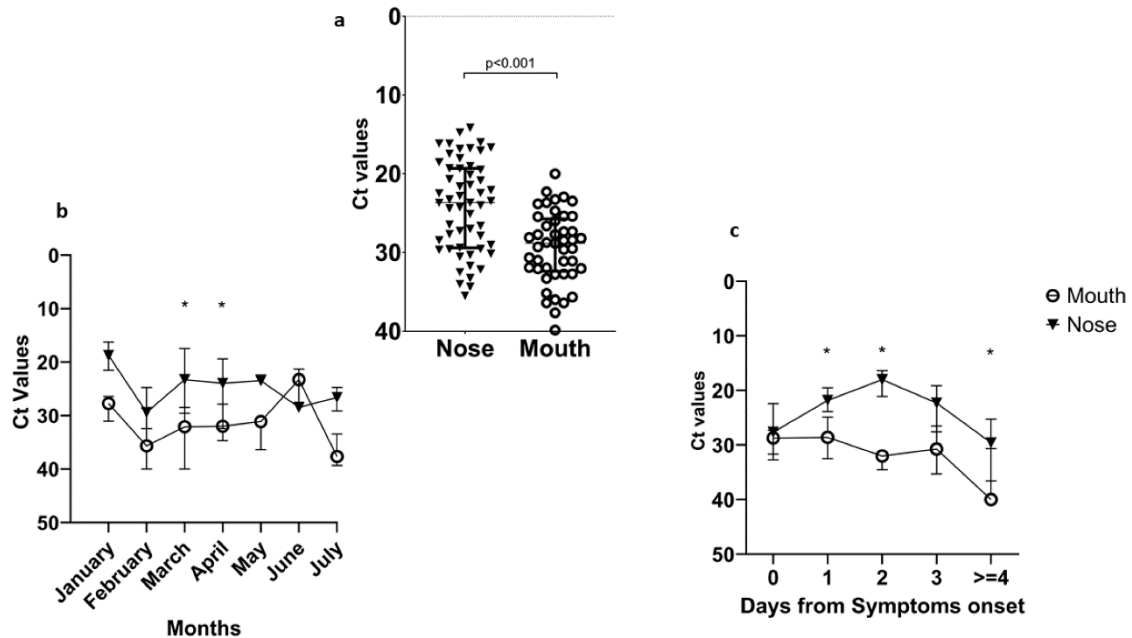 a
Ct values
0
10
20
30
40
p<0.001
Nose
Mouth
b
Ct Values
0
10
20
30
40
50
*
*
January
February
March
April
May
June
July
Months
c
Ct values
0
10
20
30
40
50
*
*
*
0
1
2
3
>=4
Days from Symptoms onset
Mouth
Nose